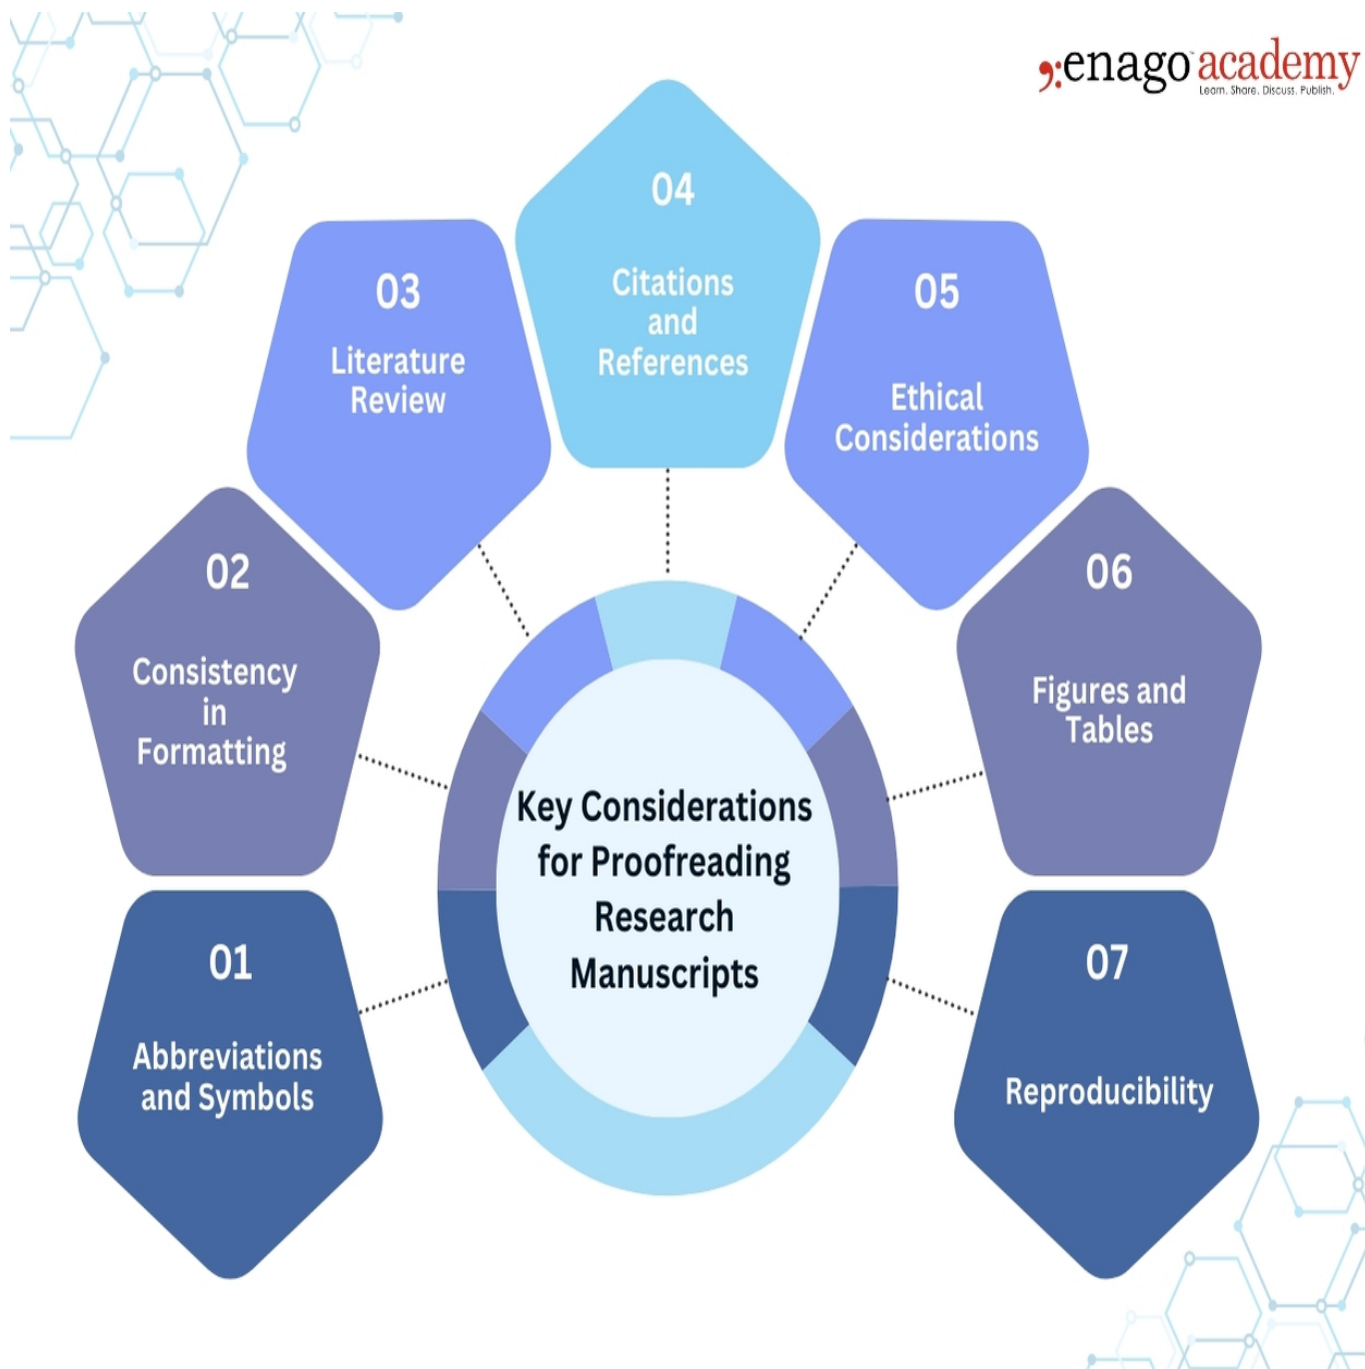 enago academy
Learn. Share. Discuss. Publish.
04
Citations
and
References
03
Literature
Review
05
Ethical
Considerations
02
Consistency
in
Formatting
06
Figures and
Tables
Key Considerations
for Proofreading
Research
Manuscripts
01
Abbreviations
and Symbols
07
Reproducibility